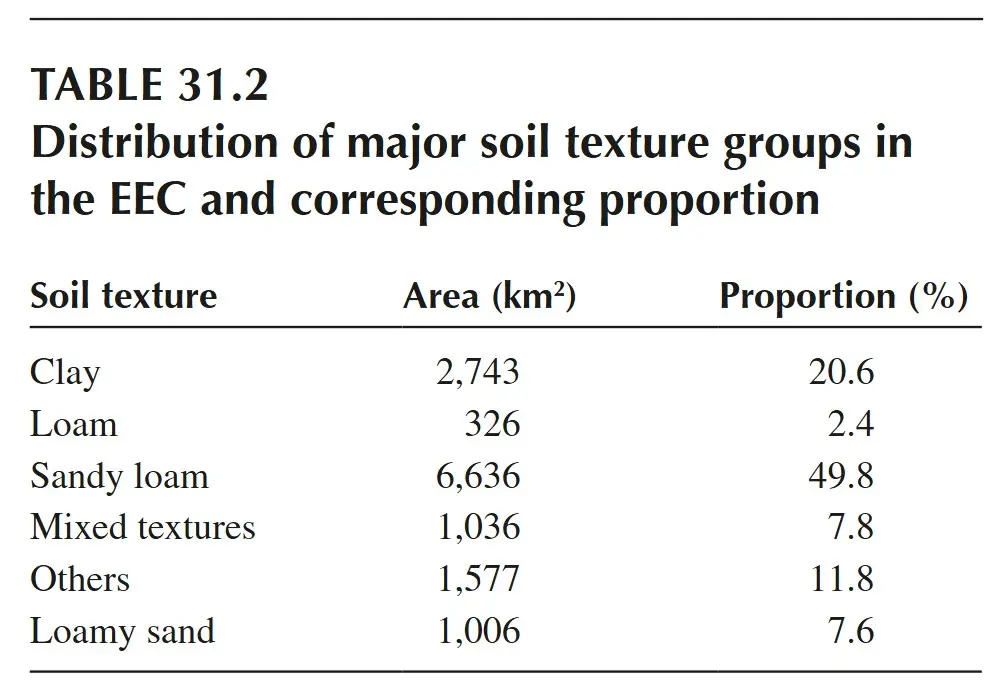 TABLE 31.2
Distribution of major soil texture groups in
the EEC and corresponding proportion
Soil texture Area (km²) Proportion (%)
Clay 2,743 20.6
Loam 326 2.4
Sandy loam 6,636 49.8
Mixed textures 1,036 7.8
Others 1,577 11.8
Loamy sand 1,006 7.6